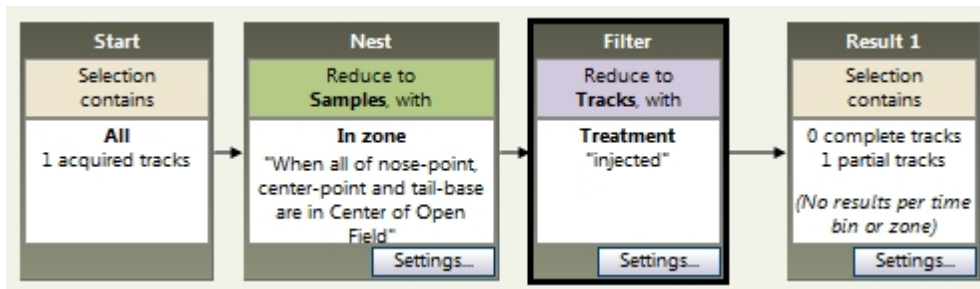 Start
Selection
contains
All
1 acquired tracks
Nest
Reduce to
Samples, with
In zone
"When all of nose-point,
center-point and tail-base
are in Center of Open
Field"
Settings...
Filter
Reduce to
Tracks, with
Treatment
"injected"
Settings...
Result 1
Selection
contains
0 complete tracks
1 partial tracks
(No results per time
bin or zone)
Settings...